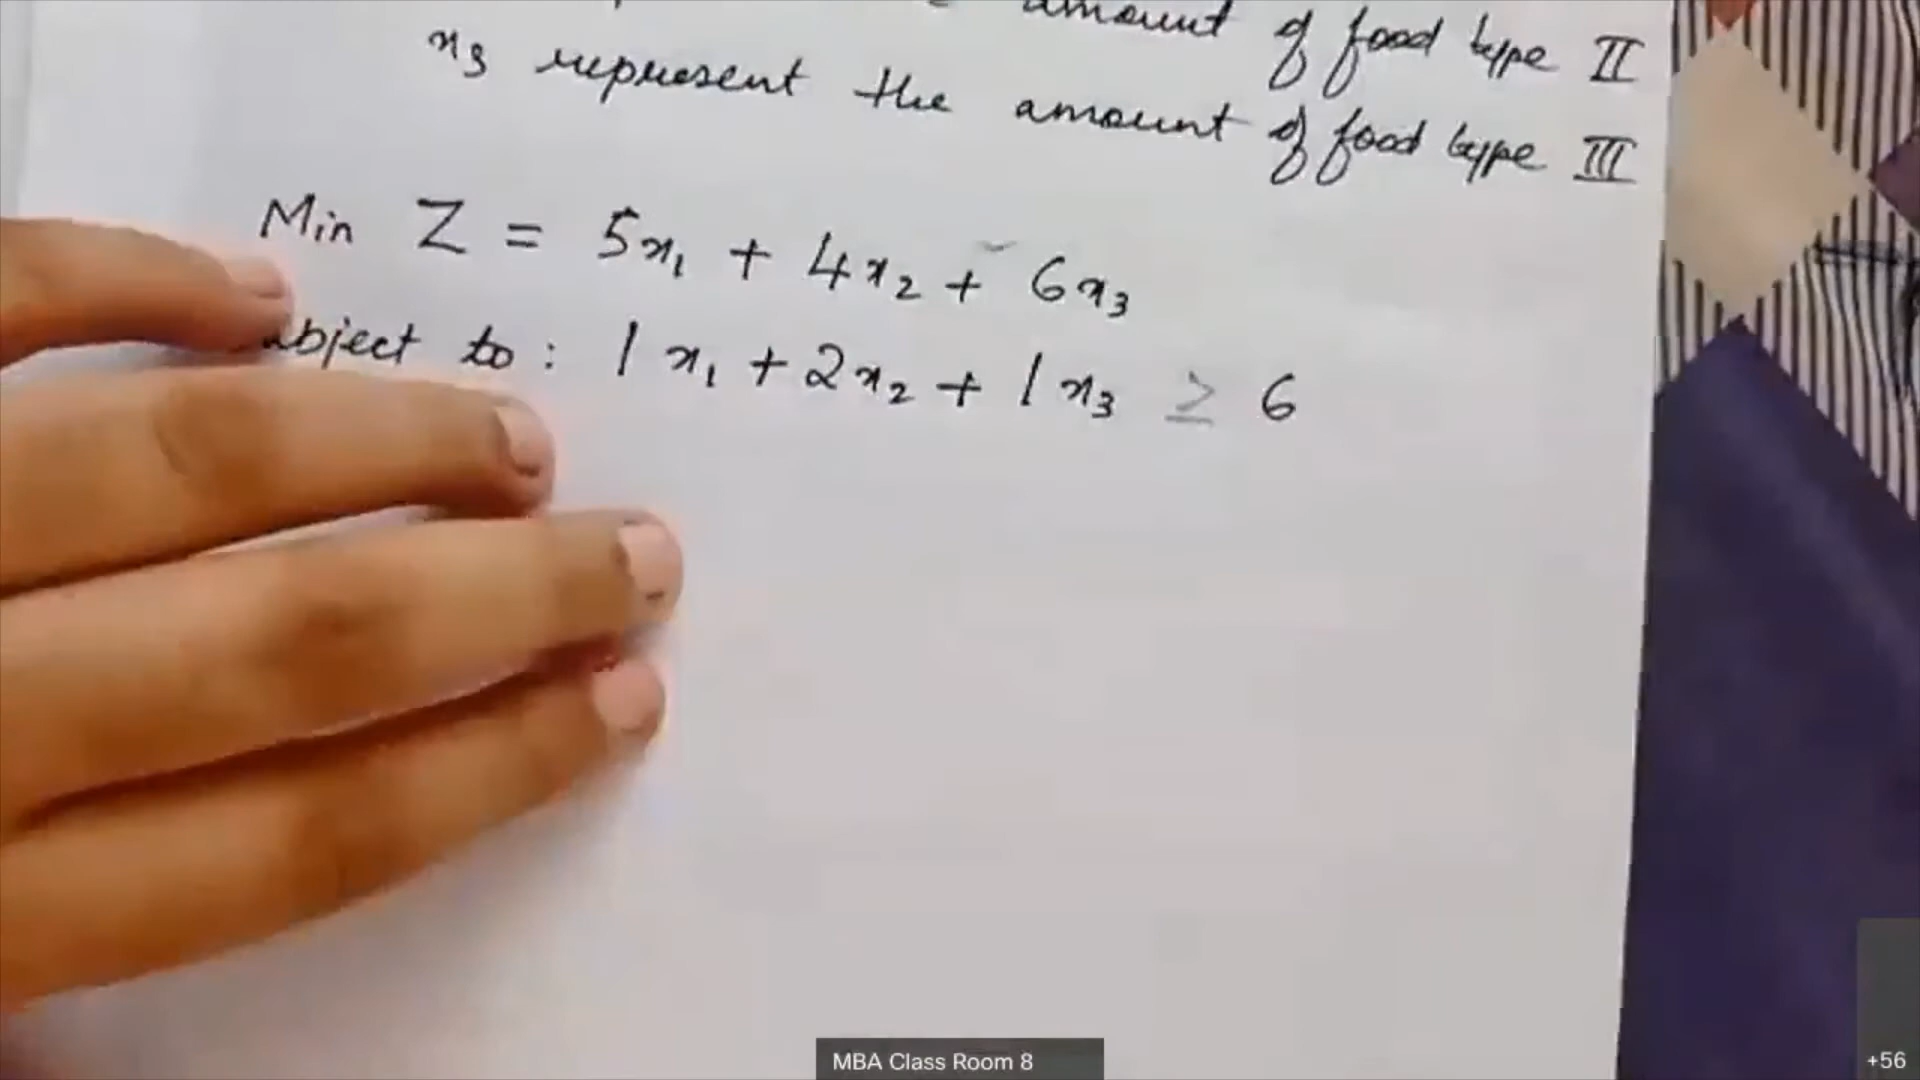 amount of food type II
x₃ represent the amount of food type III
Min Z = 5x₁ + 4x₂ + 6x₃
ubject to : 1x₁ + 2x₂ + 1x₃ ≥ 6
MBA Class Room 8
+56